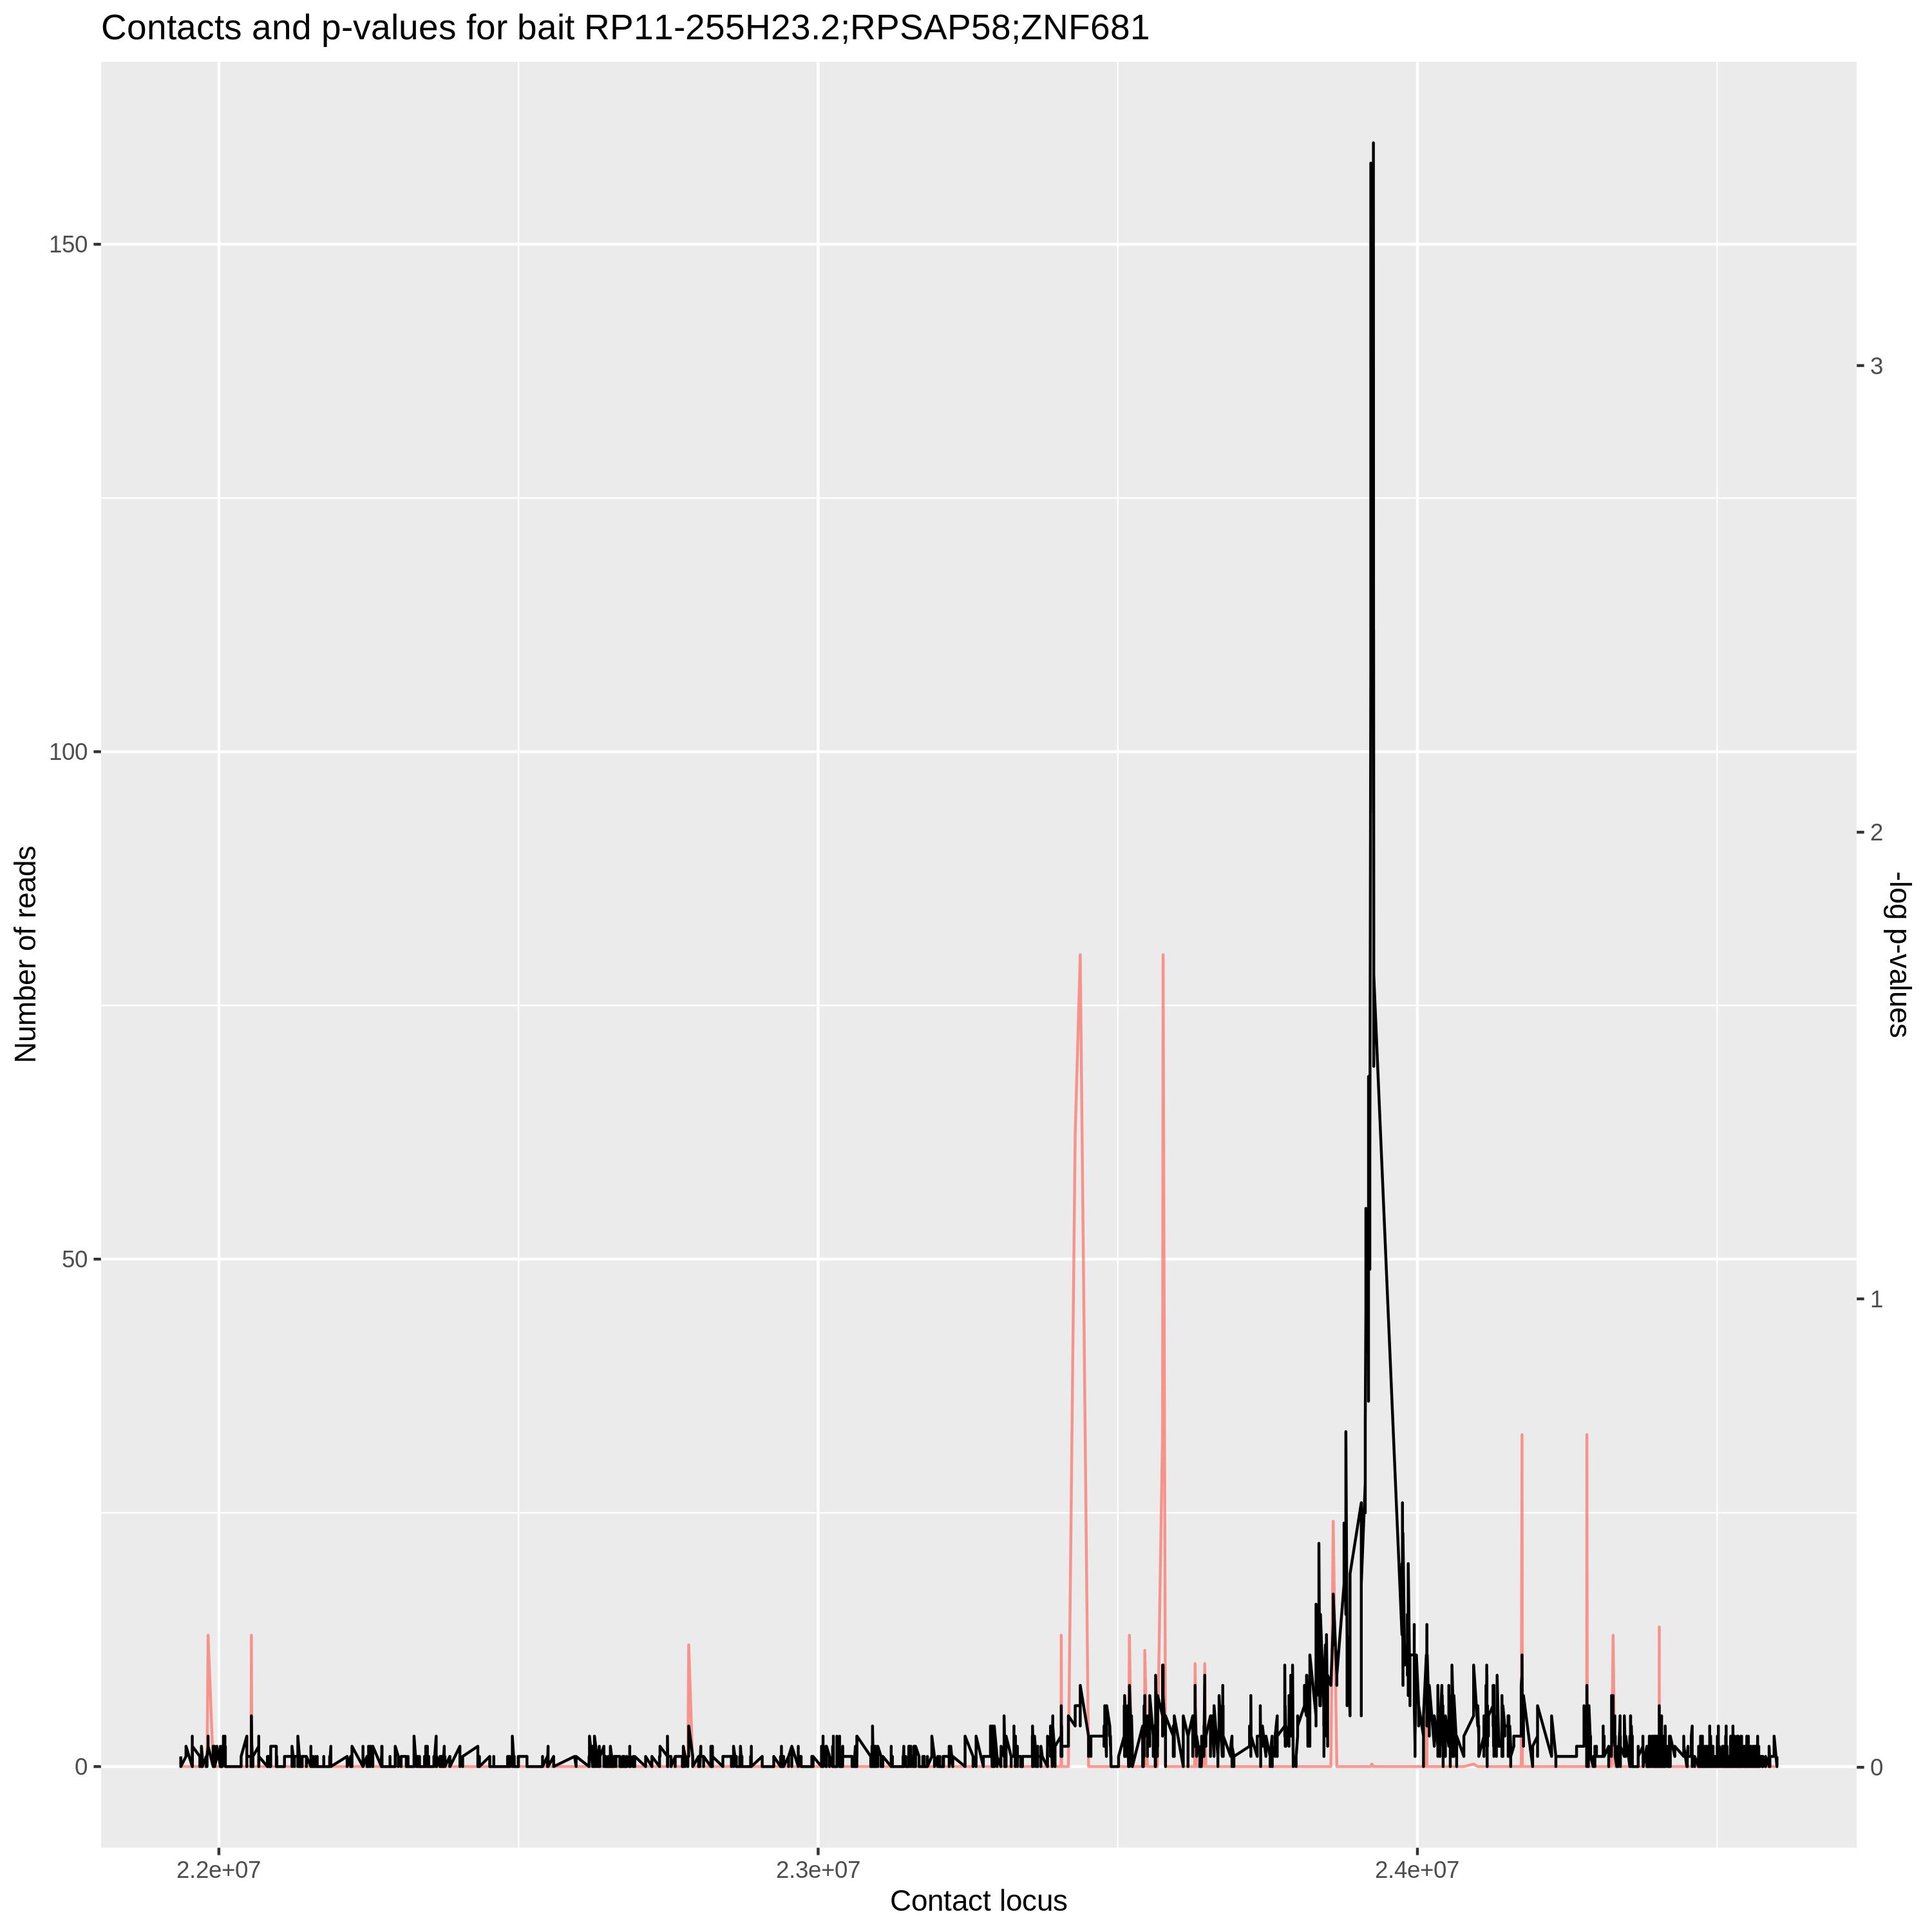 Contacts and p-values for bait RP11-255H23.2;RPSAP58;ZNF681
Number of reads
150
100
50
0
3
2
1
0
-log p-values
2.2e+07
2.3e+07
2.4e+07
Contact locus